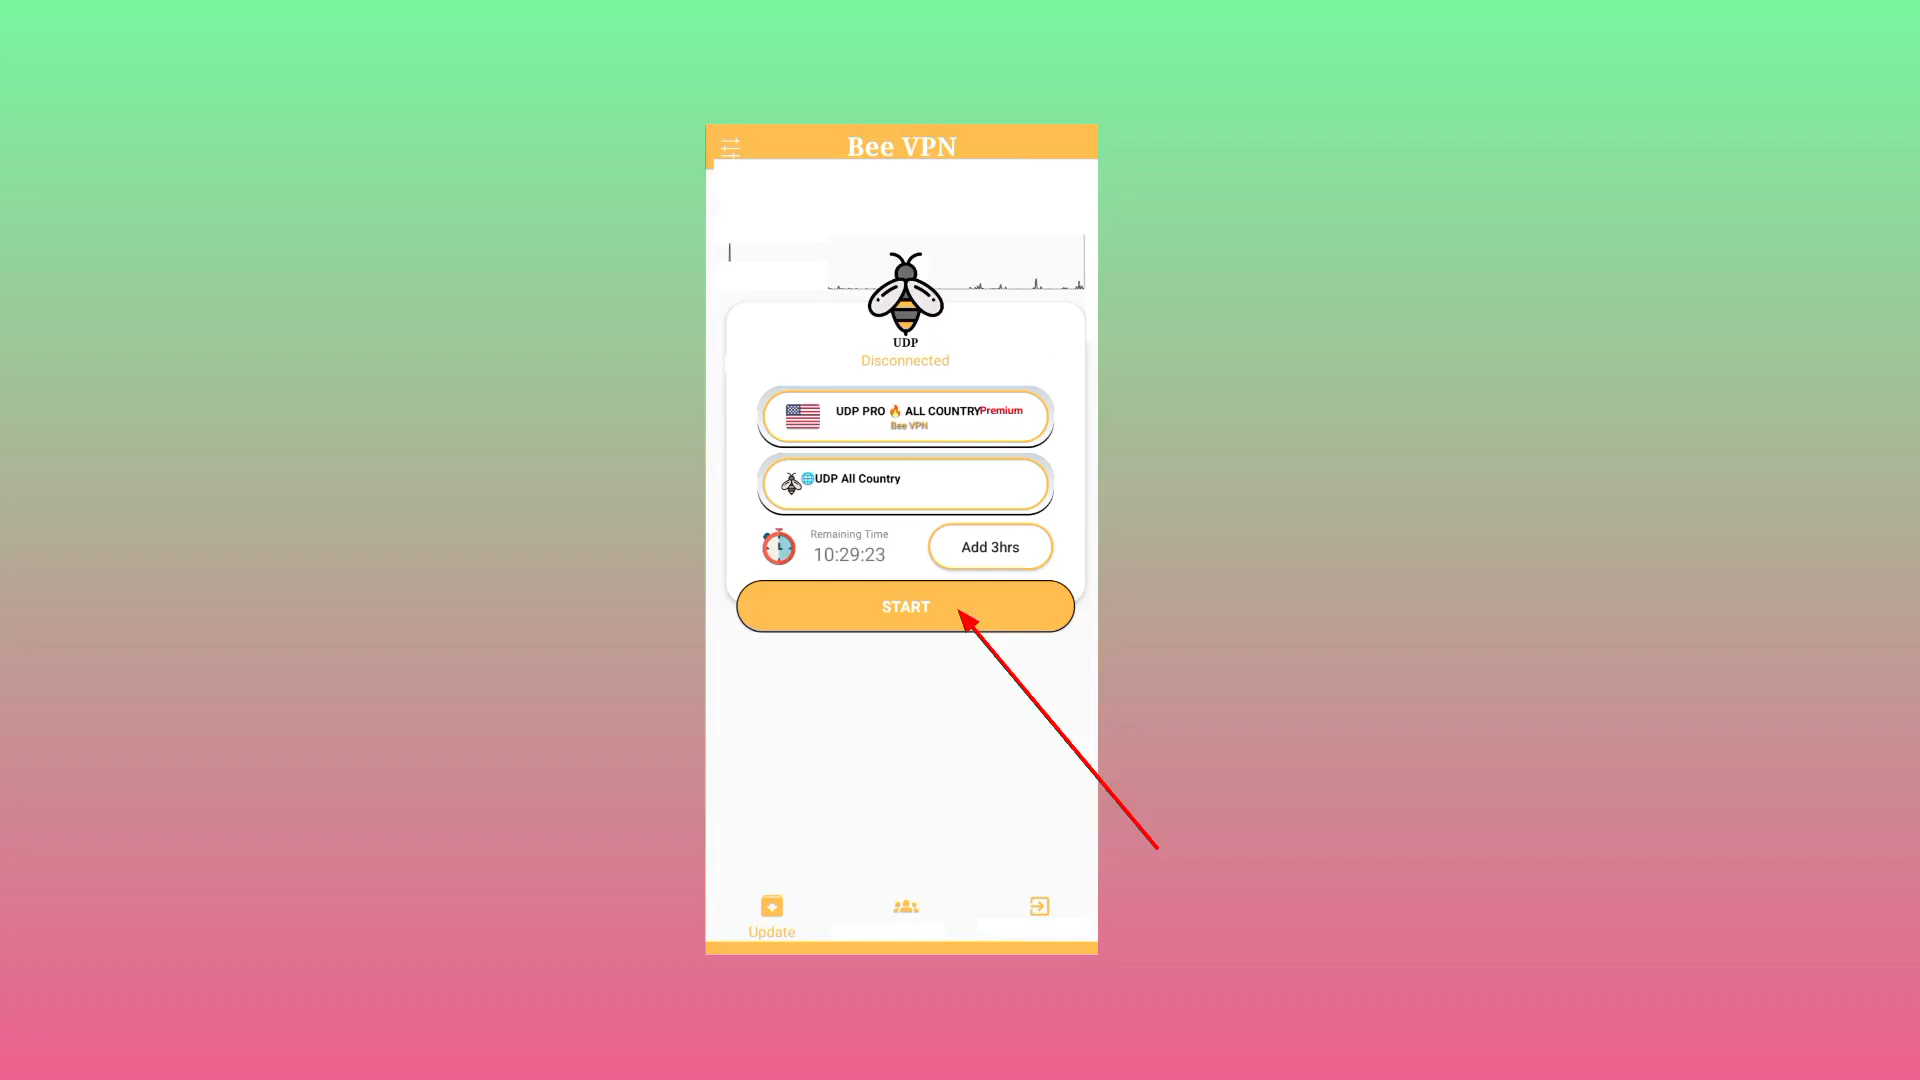 Bee VPN
UDP
Disconnected
UDP PRO 🔥 ALL COUNTRYPremium
Bee VPN
🌐UDP All Country
Remaining Time
10:29:23
Add 3hrs
START
Update